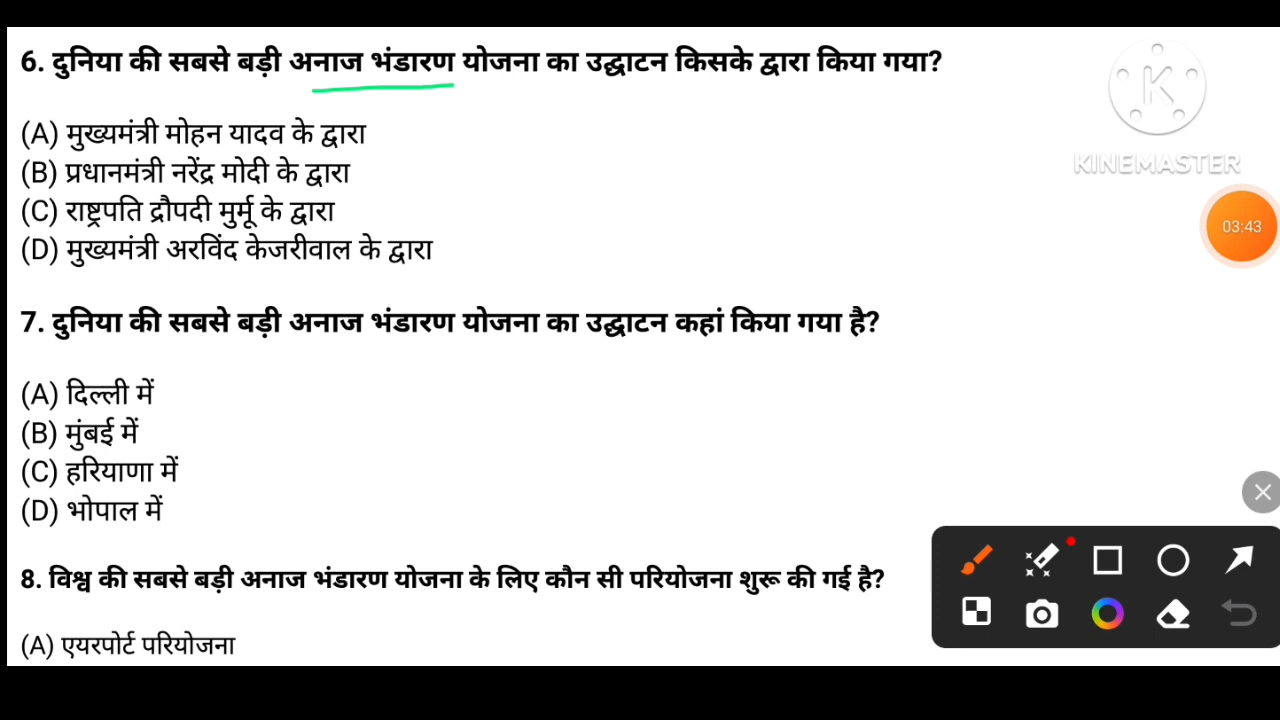 6. दुनिया की सबसे बड़ी अनाज भंडारण योजना का उद्घाटन किसके द्वारा किया गया?
(A) मुख्यमंत्री मोहन यादव के द्वारा
(B) प्रधानमंत्री नरेंद्र मोदी के द्वारा
(C) राष्ट्रपति द्रौपदी मुर्मू के द्वारा
(D) मुख्यमंत्री अरविंद केजरीवाल के द्वारा
K
KINEMASTER
03:43
7. दुनिया की सबसे बड़ी अनाज भंडारण योजना का उद्घाटन कहां किया गया है?
(A) दिल्ली में
(B) मुंबई में
(C) हरियाणा में
(D) भोपाल में
8. विश्व की सबसे बड़ी अनाज भंडारण योजना के लिए कौन सी परियोजना शुरू की गई है?
(A) एयरपोर्ट परियोजना